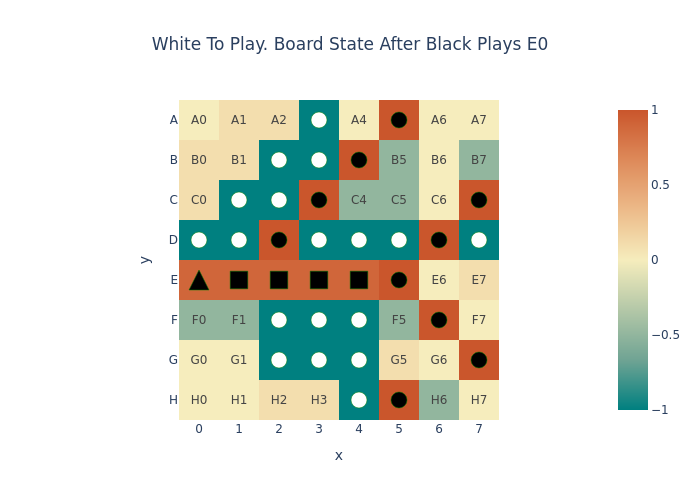 White To Play. Board State After Black Plays E0
A A0 A1 A2 A4 A6 A7
B B0 B1 B5 B6 B7
C C0 C4 C5 C6
D
E E6 E7
F F0 F1 F5 F7
G G0 G1 G5 G6
H H0 H1 H2 H3 H6 H7
0 1 2 3 4 5 6 7
x
y
1
0.5
0
−0.5
−1